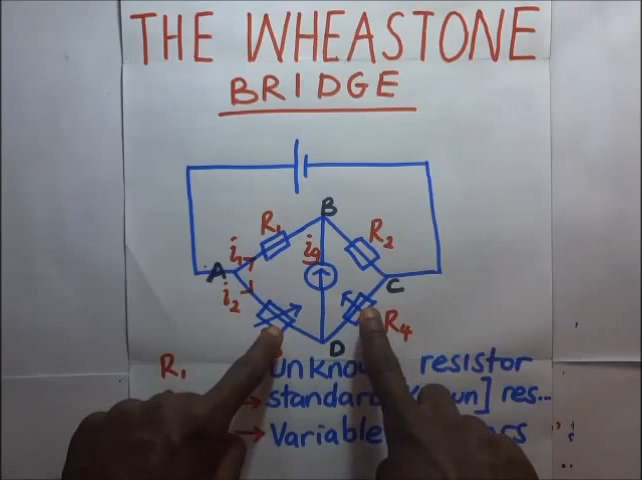 THE WHEASTONE
BRIDGE
B
R₁
R₂
i₁
ig
A
C
i₂
R₄
D
R₁ resistor
→ standard res...
→ Variable